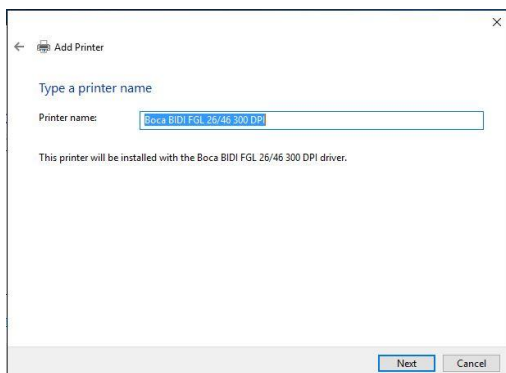 Add Printer
Type a printer name
Printer name:
Boca BIDI FGL 26/46 300 DPI
This printer will be installed with the Boca BIDI FGL 26/46 300 DPI driver.
Next
Cancel